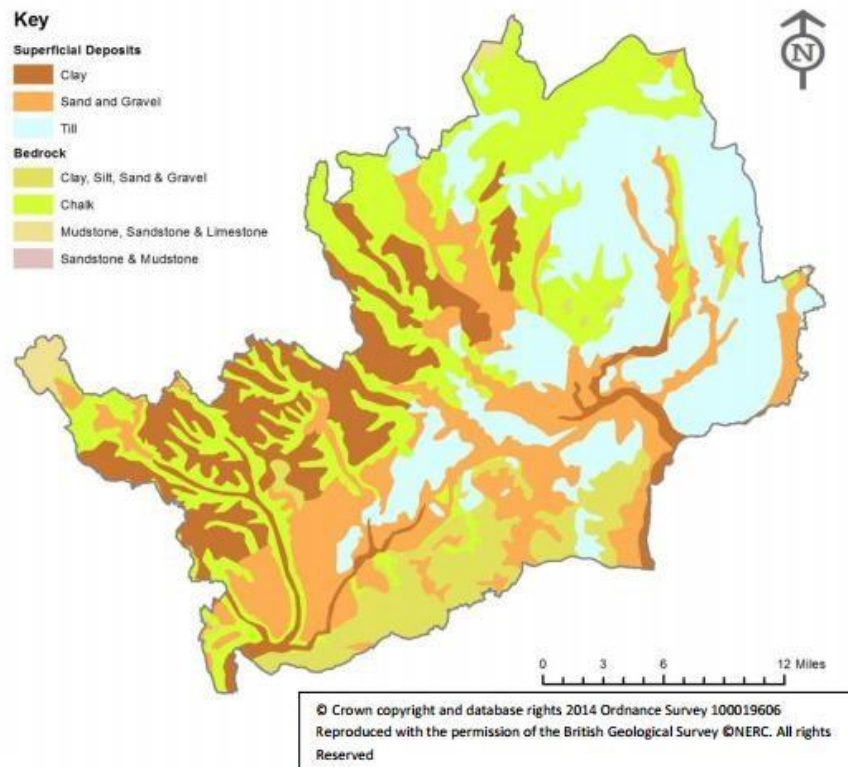 Key
N
Superficial Deposits
Clay
Sand and Gravel
Till
Bedrock
Clay, Silt, Sand & Gravel
Chalk
Mudstone, Sandstone & Limestone
Sandstone & Mudstone
0 3 6 12 Miles
© Crown copyright and database rights 2014 Ordnance Survey 100019606
Reproduced with the permission of the British Geological Survey ©NERC. All rights
Reserved